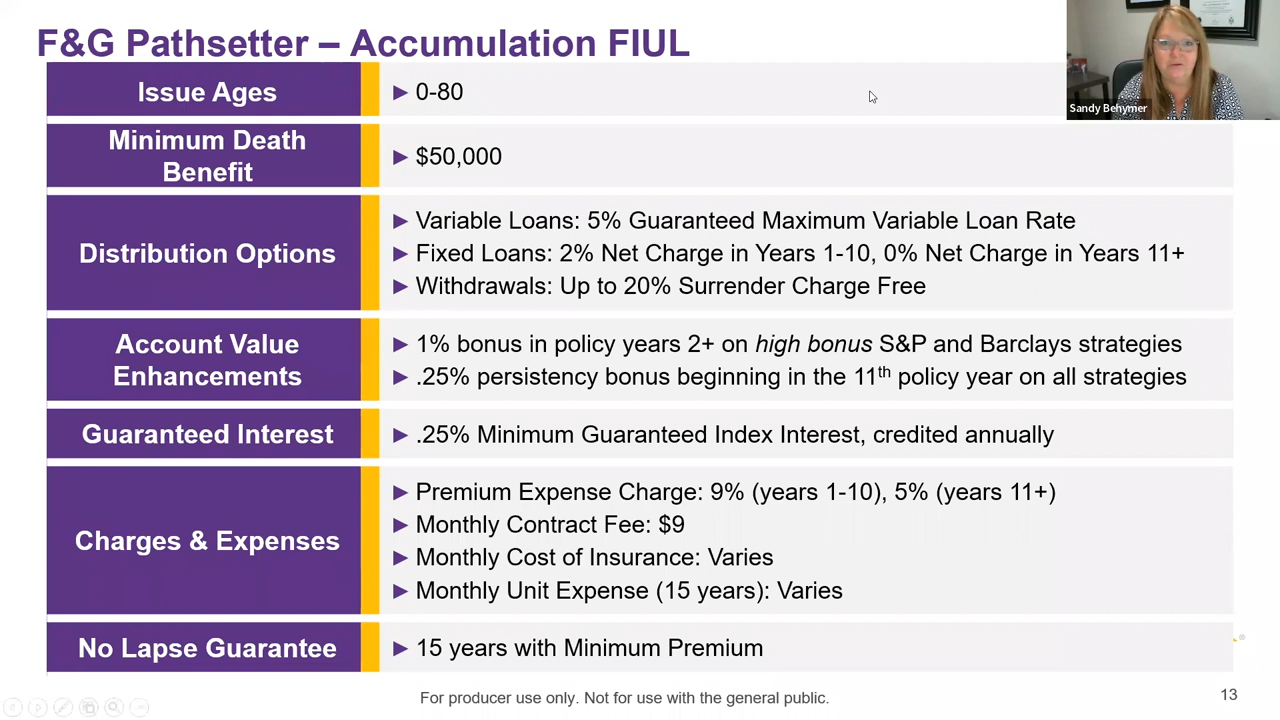 F&G Pathsetter – Accumulation FIUL
Sandy Behymer
Issue Ages
► 0-80
Minimum Death
Benefit
► $50,000
Distribution Options
► Variable Loans: 5% Guaranteed Maximum Variable Loan Rate
► Fixed Loans: 2% Net Charge in Years 1-10, 0% Net Charge in Years 11+
► Withdrawals: Up to 20% Surrender Charge Free
Account Value
Enhancements
► 1% bonus in policy years 2+ on high bonus S&P and Barclays strategies
► .25% persistency bonus beginning in the 11th policy year on all strategies
Guaranteed Interest
► .25% Minimum Guaranteed Index Interest, credited annually
Charges & Expenses
► Premium Expense Charge: 9% (years 1-10), 5% (years 11+)
► Monthly Contract Fee: $9
► Monthly Cost of Insurance: Varies
► Monthly Unit Expense (15 years): Varies
No Lapse Guarantee
► 15 years with Minimum Premium
For producer use only. Not for use with the general public.
13